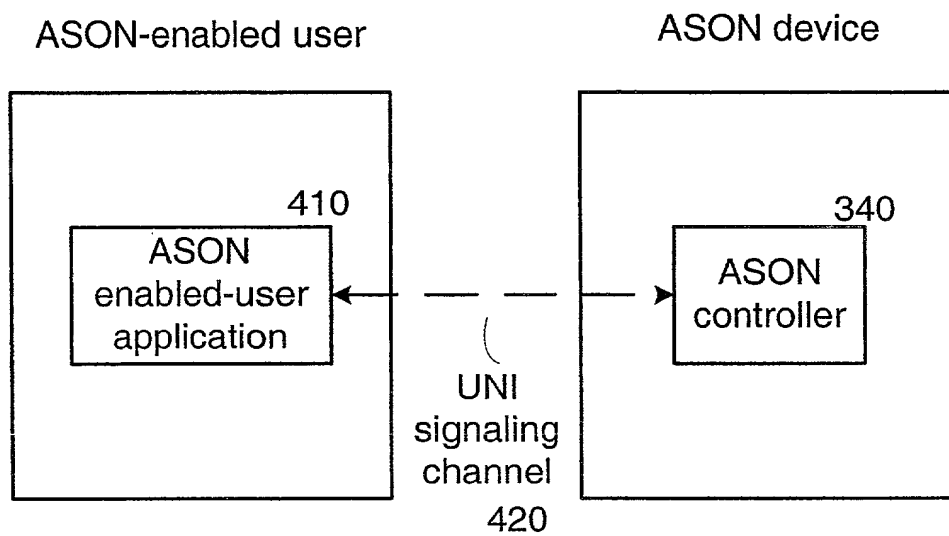 ASON-enabled user
ASON device
410
ASON
enabled-user
application
340
ASON
controller
UNI
signaling
channel
420